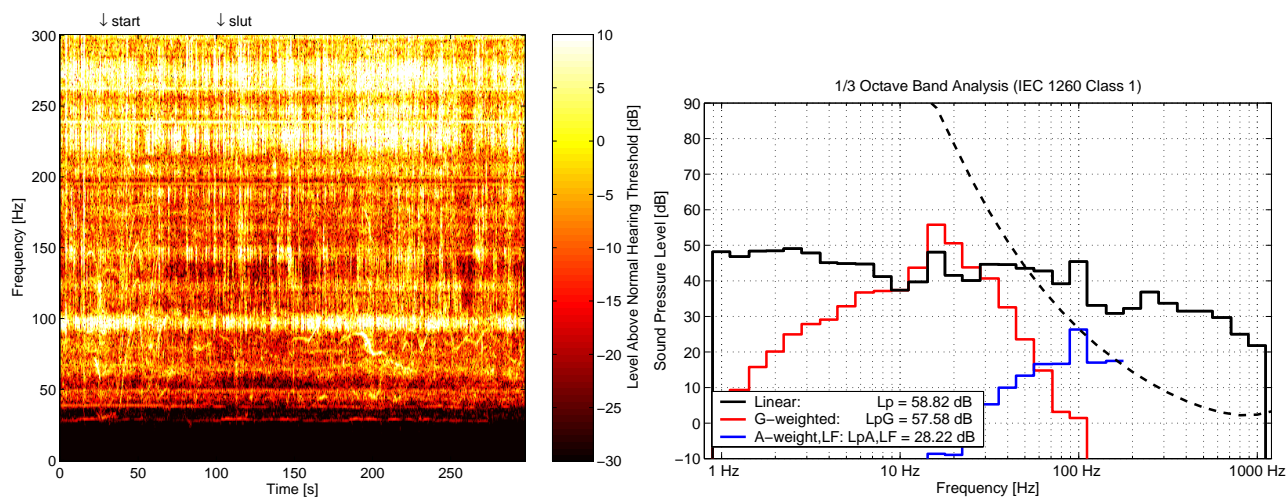 ↓ start ↓ slut
300
250
200
150
100
50
0
Frequency [Hz]
0 50 100 150 200 250
Time [s]
10
5
0
−5
−10
−15
−20
−25
−30
Level Above Normal Hearing Threshold [dB]
1/3 Octave Band Analysis (IEC 1260 Class 1)
90
80
70
60
50
40
30
20
10
0
−10
Sound Pressure Level [dB]
Linear: Lp = 58.82 dB
G−weighted: LpG = 57.58 dB
A−weight,LF: LpA,LF = 28.22 dB
1 Hz 10 Hz 100 Hz 1000 Hz
Frequency [Hz]